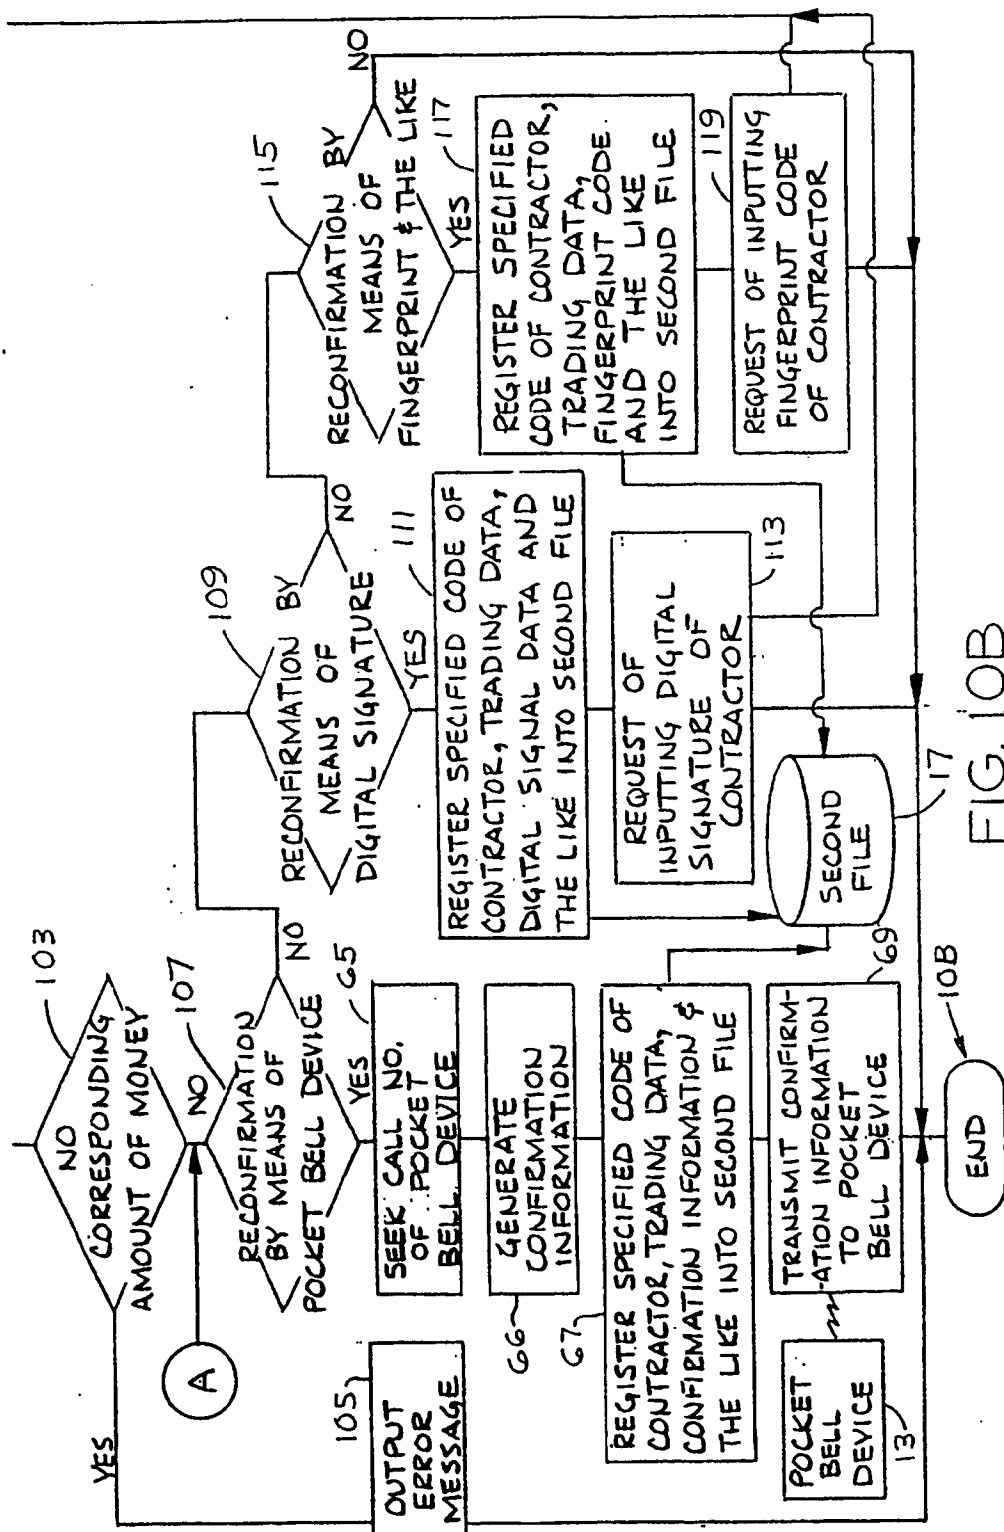 103
NO
CORRESPONDING
AMOUNT OF MONEY
YES
A
NO
107
RECONFIRMATION
BY MEANS OF
POCKET BELL DEVICE
NO
YES
65
105
OUTPUT
ERROR
MESSAGE
SEEK CALL NO.
OF POCKET
BELL DEVICE
66
GENERATE
CONFIRMATION
INFORMATION
67
REGISTER SPECIFIED CODE OF
CONTRACTOR, TRADING DATA,
CONFIRMATION INFORMATION &
THE LIKE INTO SECOND FILE
TRANSMIT CONFIRM-
-ATION INFORMATION
TO POCKET
BELL DEVICE
69
POCKET
BELL
DEVICE
13
END
10B
109
RECONFIRMATION BY
MEANS OF
DIGITAL SIGNATURE
NO
YES
111
REGISTER SPECIFIED CODE OF
CONTRACTOR, TRADING DATA,
DIGITAL SIGNAL DATA AND
THE LIKE INTO SECOND FILE
REQUEST OF
INPUTTING DIGITAL
SIGNATURE OF
CONTRACTOR
113
SECOND
FILE
17
115
RECONFIRMATION BY
MEANS OF
FINGERPRINT & THE LIKE
NO
YES
117
REGISTER SPECIFIED
CODE OF CONTRACTOR,
TRADING DATA,
FINGERPRINT CODE
AND THE LIKE
INTO SECOND FILE
119
REQUEST OF INPUTTING
FINGERPRINT CODE
OF CONTRACTOR
FIG. 10B